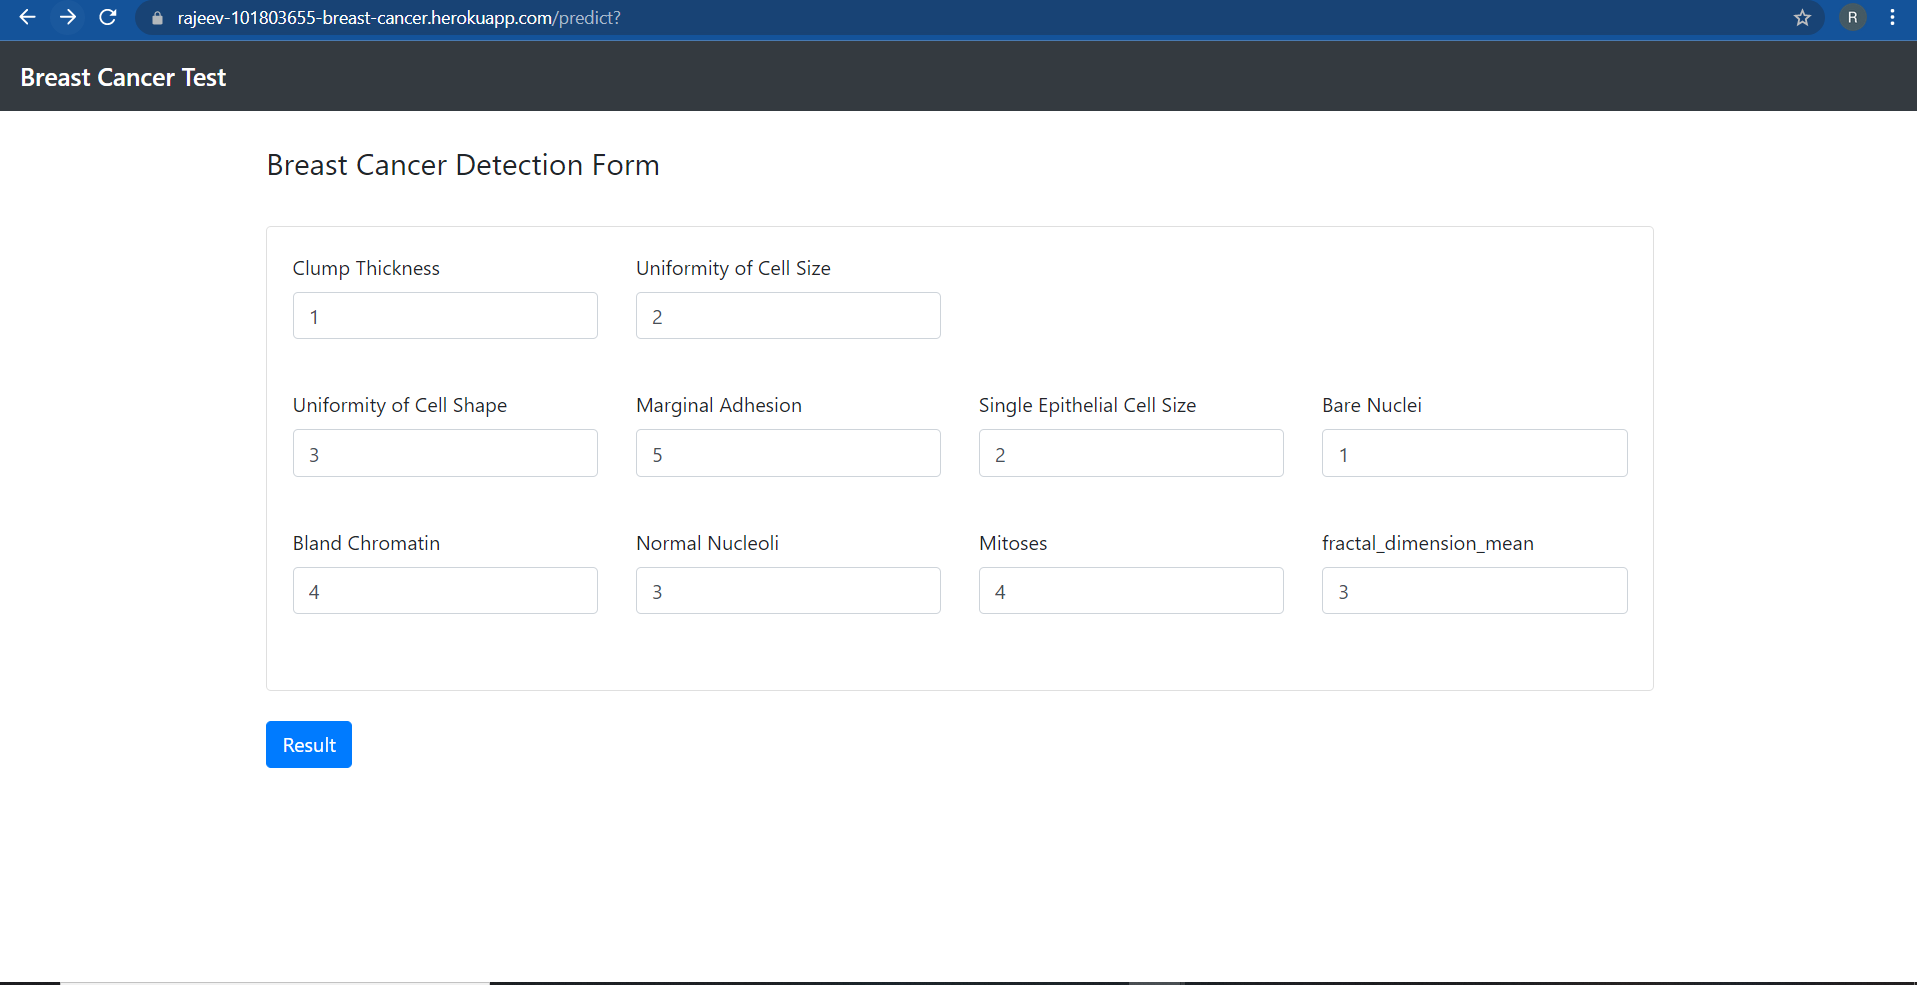 rajeev-101803655-breast-cancer.herokuapp.com/predict?
R
Breast Cancer Test
Breast Cancer Detection Form
Clump Thickness Uniformity of Cell Size
1 2
Uniformity of Cell Shape Marginal Adhesion Single Epithelial Cell Size Bare Nuclei
3 5 2 1
Bland Chromatin Normal Nucleoli Mitoses fractal_dimension_mean
4 3 4 3
Result